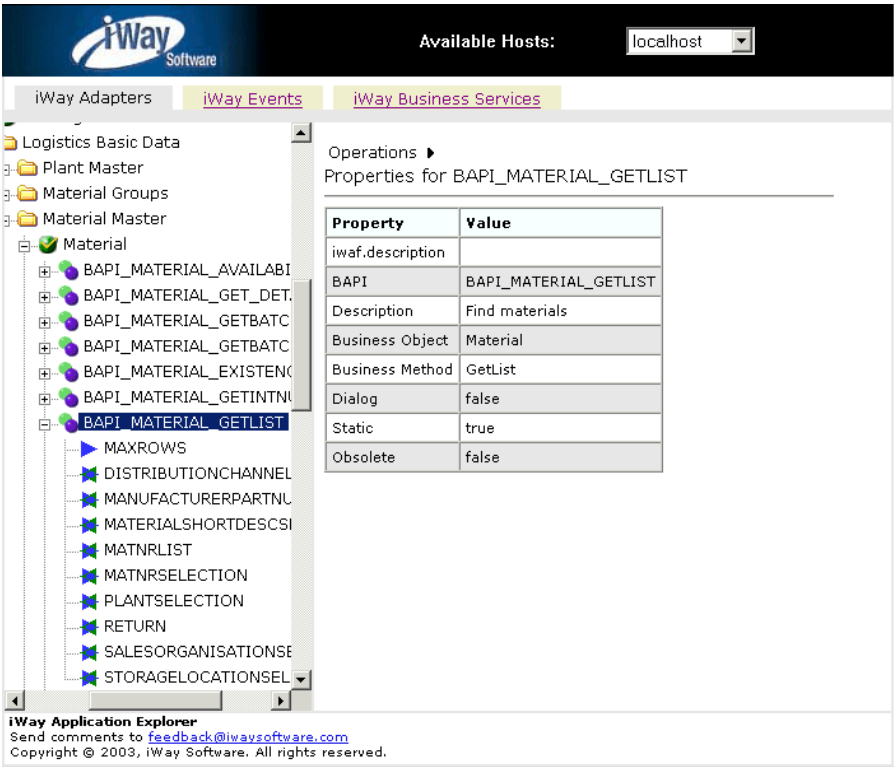 iWay
Software
Available Hosts:
localhost
iWay Adapters
iWay Events
iWay Business Services
Logistics Basic Data
Plant Master
Material Groups
Material Master
Material
BAPI_MATERIAL_AVAILABI
BAPI_MATERIAL_GET_DET
BAPI_MATERIAL_GETBATC
BAPI_MATERIAL_GETBATC
BAPI_MATERIAL_EXISTENC
BAPI_MATERIAL_GETINTNU
BAPI_MATERIAL_GETLIST
MAXROWS
DISTRIBUTIONCHANNEL
MANUFACTURERPARTNU
MATERIALSHORTDESCSI
MATNRLIST
MATNRSELECTION
PLANTSELECTION
RETURN
SALESORGANISATIONSE
STORAGELOCATIONSEL
Operations
Properties for BAPI_MATERIAL_GETLIST
Property Value
iwaf.description
BAPI BAPI_MATERIAL_GETLIST
Description Find materials
Business Object Material
Business Method GetList
Dialog false
Static true
Obsolete false
iWay Application Explorer
Send comments to feedback@iwaysoftware.com
Copyright © 2003, iWay Software. All rights reserved.